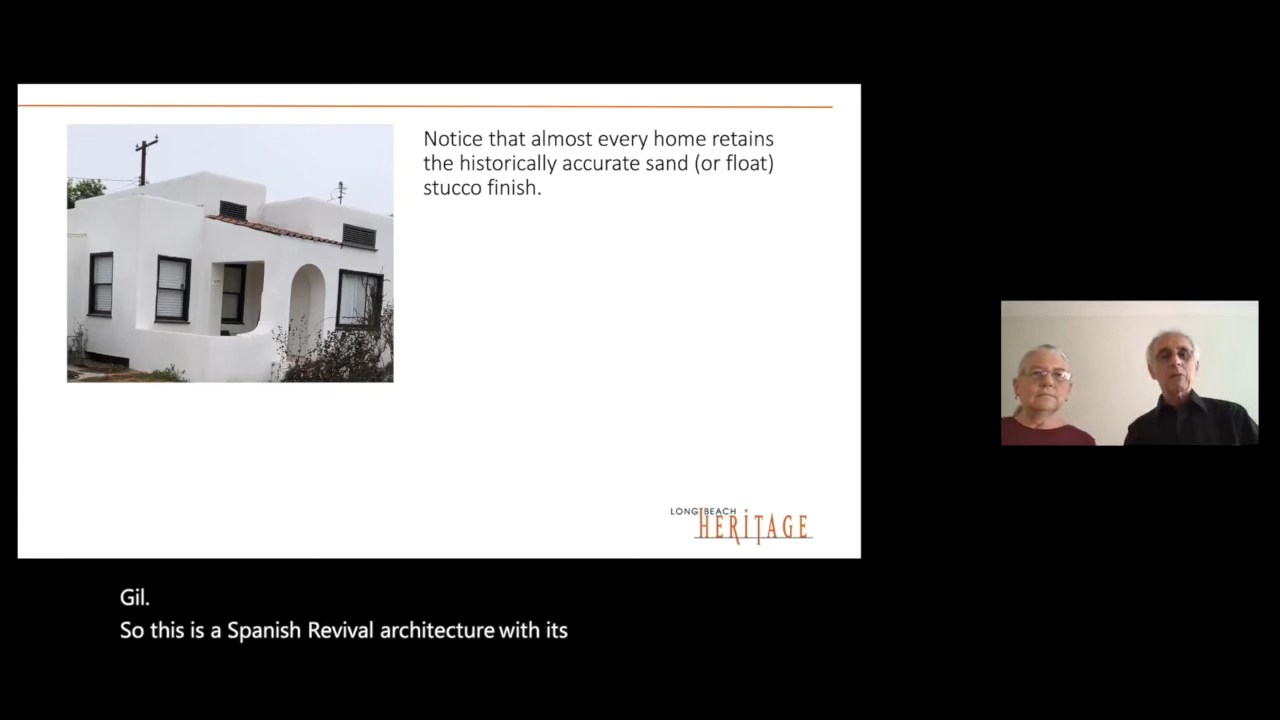 Notice that almost every home retains
the historically accurate sand (or float)
stucco finish.
LONG BEACH
HERITAGE
Gil.
So this is a Spanish Revival architecture with its